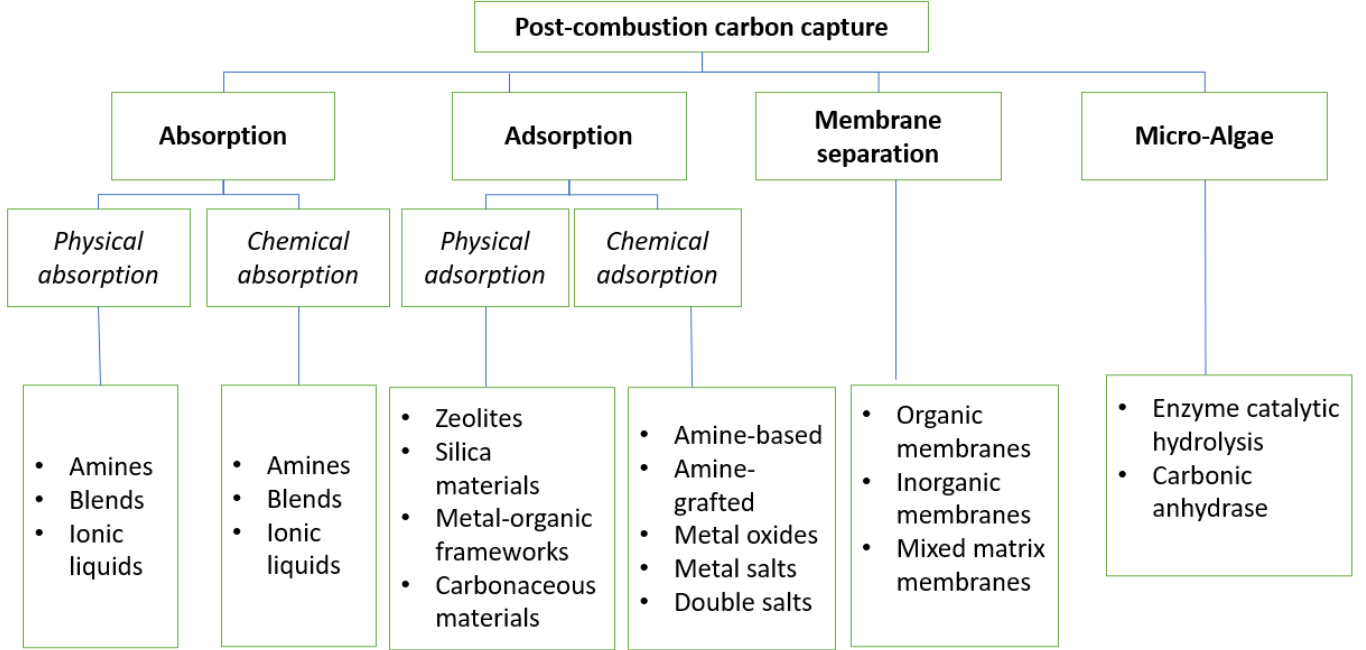 Post-combustion carbon capture
Absorption
Adsorption
Membrane
separation
Micro-Algae
Physical
absorption
Chemical
absorption
Physical
adsorption
Chemical
adsorption
• Amines
• Blends
• Ionic
liquids
• Amines
• Blends
• Ionic
liquids
• Zeolites
• Silica
materials
• Metal-organic
frameworks
• Carbonaceous
materials
• Amine-based
• Amine-
grafted
• Metal oxides
• Metal salts
• Double salts
• Organic
membranes
• Inorganic
membranes
• Mixed matrix
membranes
• Enzyme catalytic
hydrolysis
• Carbonic
anhydrase